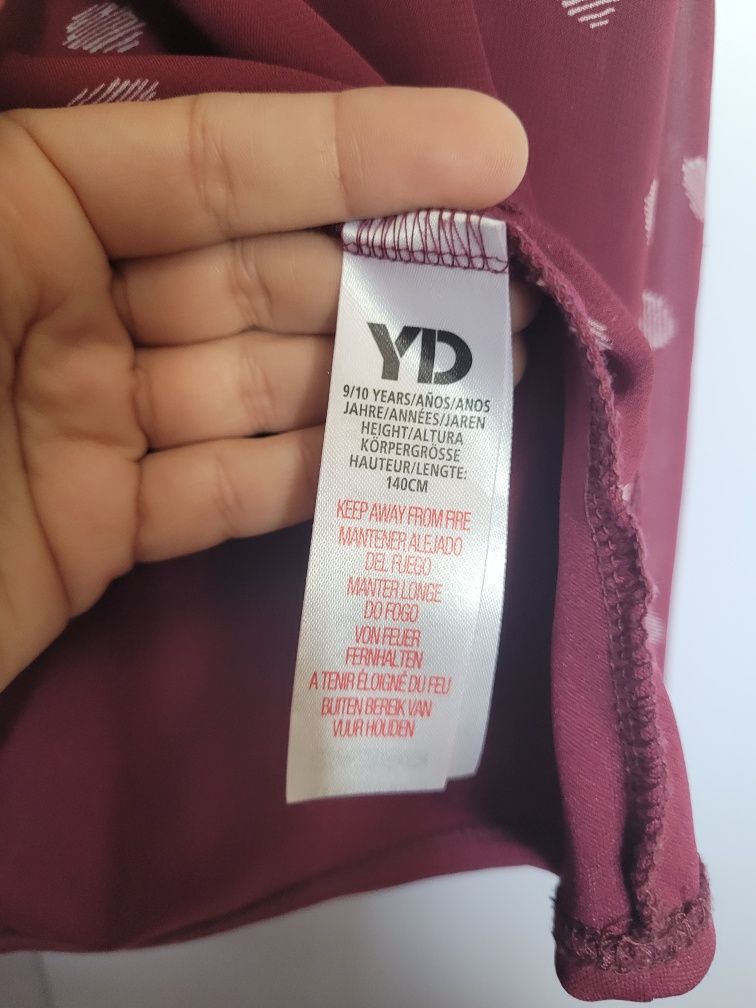 YD
9/10 YEARS/AÑOS/ANOS
JAHRE/ANNÉES/JAREN
HEIGHT/ALTURA
KÖRPERGRÖSSE
HAUTEUR/LENGTE:
140CM
KEEP AWAY FROM FIRE
MANTENER ALEJADO
DEL FUEGO
MANTER LONGE
DO FOGO
VON FEUER
FERNHALTEN
A TENIR ÉLOIGNÉ DU FEU
BUITEN BEREIK VAN
VUUR HOUDEN